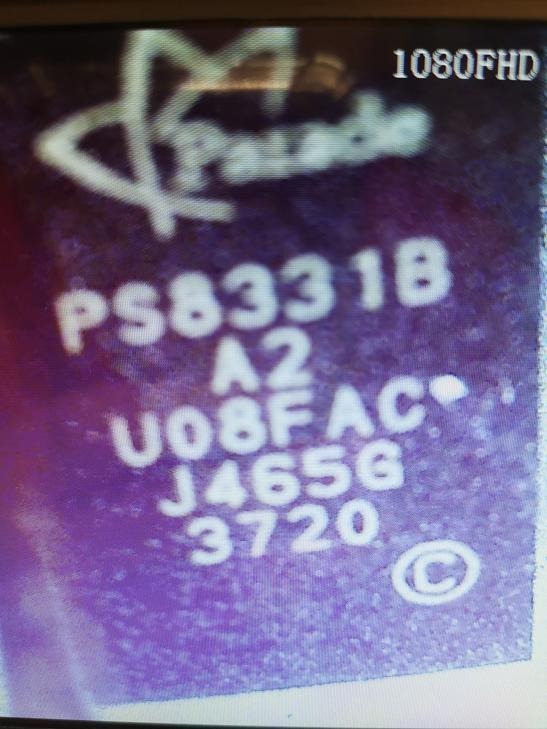 1080FHD
Parade
PS8331B
A2
U08FAC
J465G
3720
©